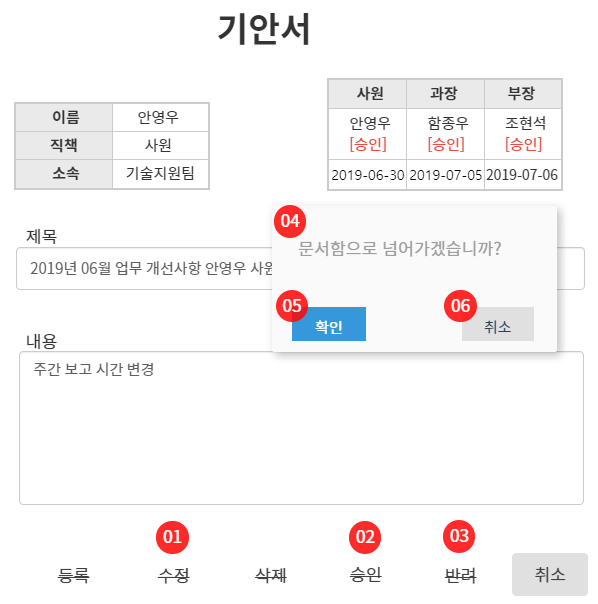 기안서
사원 과장 부장
이름 안영우
안영우 함종우 조현석
직책 사원
[승인] [승인] [승인]
소속 기술지원팀
2019-06-30 2019-07-05 2019-07-06
04
문서함으로 넘어가겠습니까?
제목
2019년 06월 업무 개선사항 안영우 사원
05 06
확인 취소
내용
주간 보고 시간 변경
01 02 03
등록 수정 삭제 승인 반려 취소